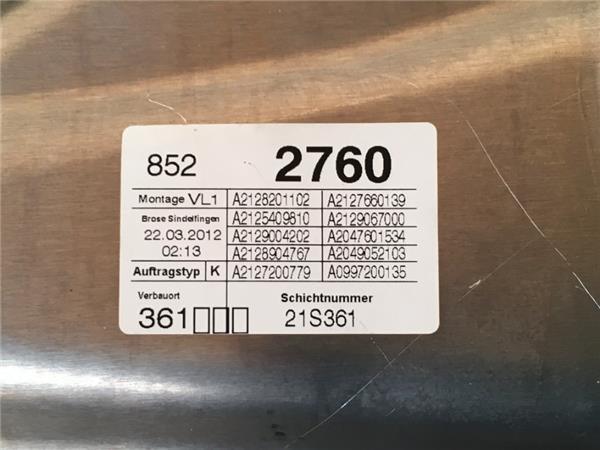 852 2760
Montage VL1 A2128201102 A2127660139
Brose Sindelfingen A2125409810 A2129067000
22.03.2012 A2129004202 A2047601534
02:13 A2128904767 A2049052103
Auftragstyp K A2127200779 A0997200135
Verbauort Schichtnummer
361□□□ 21S361